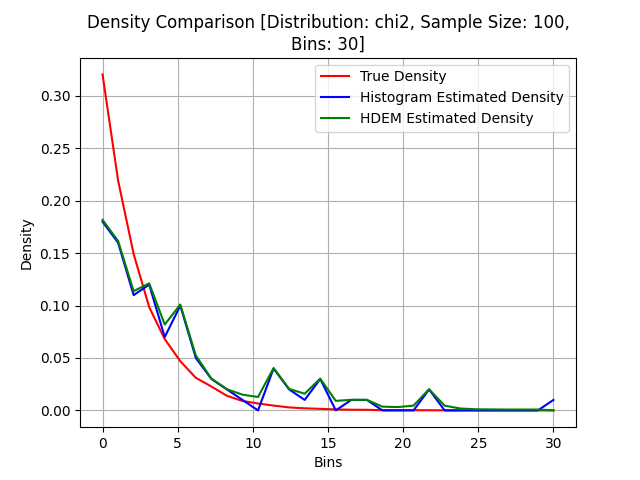 Density Comparison [Distribution: chi2, Sample Size: 100,
Bins: 30]
True Density
Histogram Estimated Density
HDEM Estimated Density
Density
0.30
0.25
0.20
0.15
0.10
0.05
0.00
0 5 10 15 20 25 30
Bins